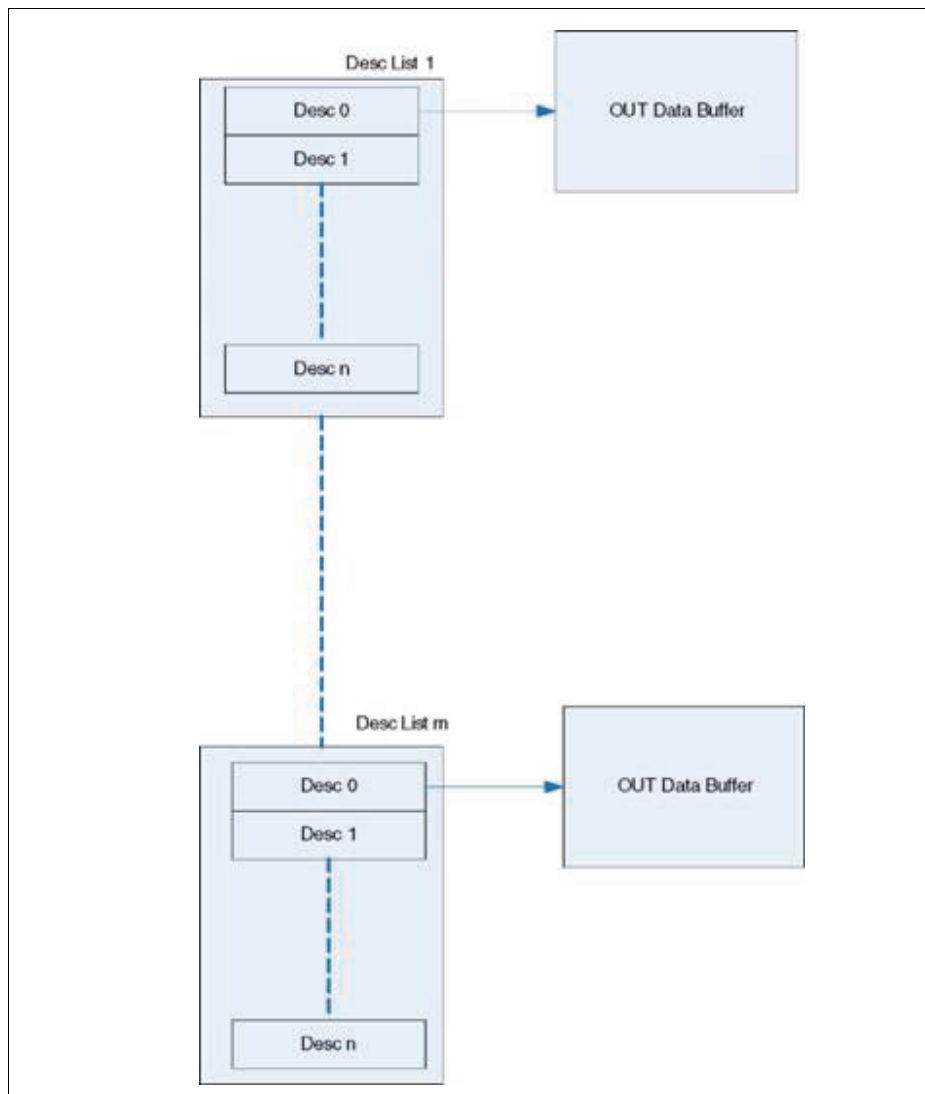 Desc List 1
Desc 0
OUT Data Buffer
Desc 1
Desc n
Desc List m
Desc 0
OUT Data Buffer
Desc 1
Desc n